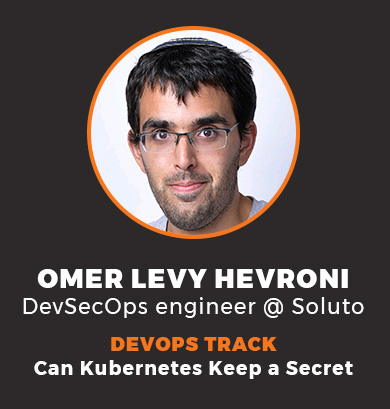 OMER LEVY HEVRONI
DevSecOps engineer @ Soluto
DEVOPS TRACK
Can Kubernetes Keep a Secret